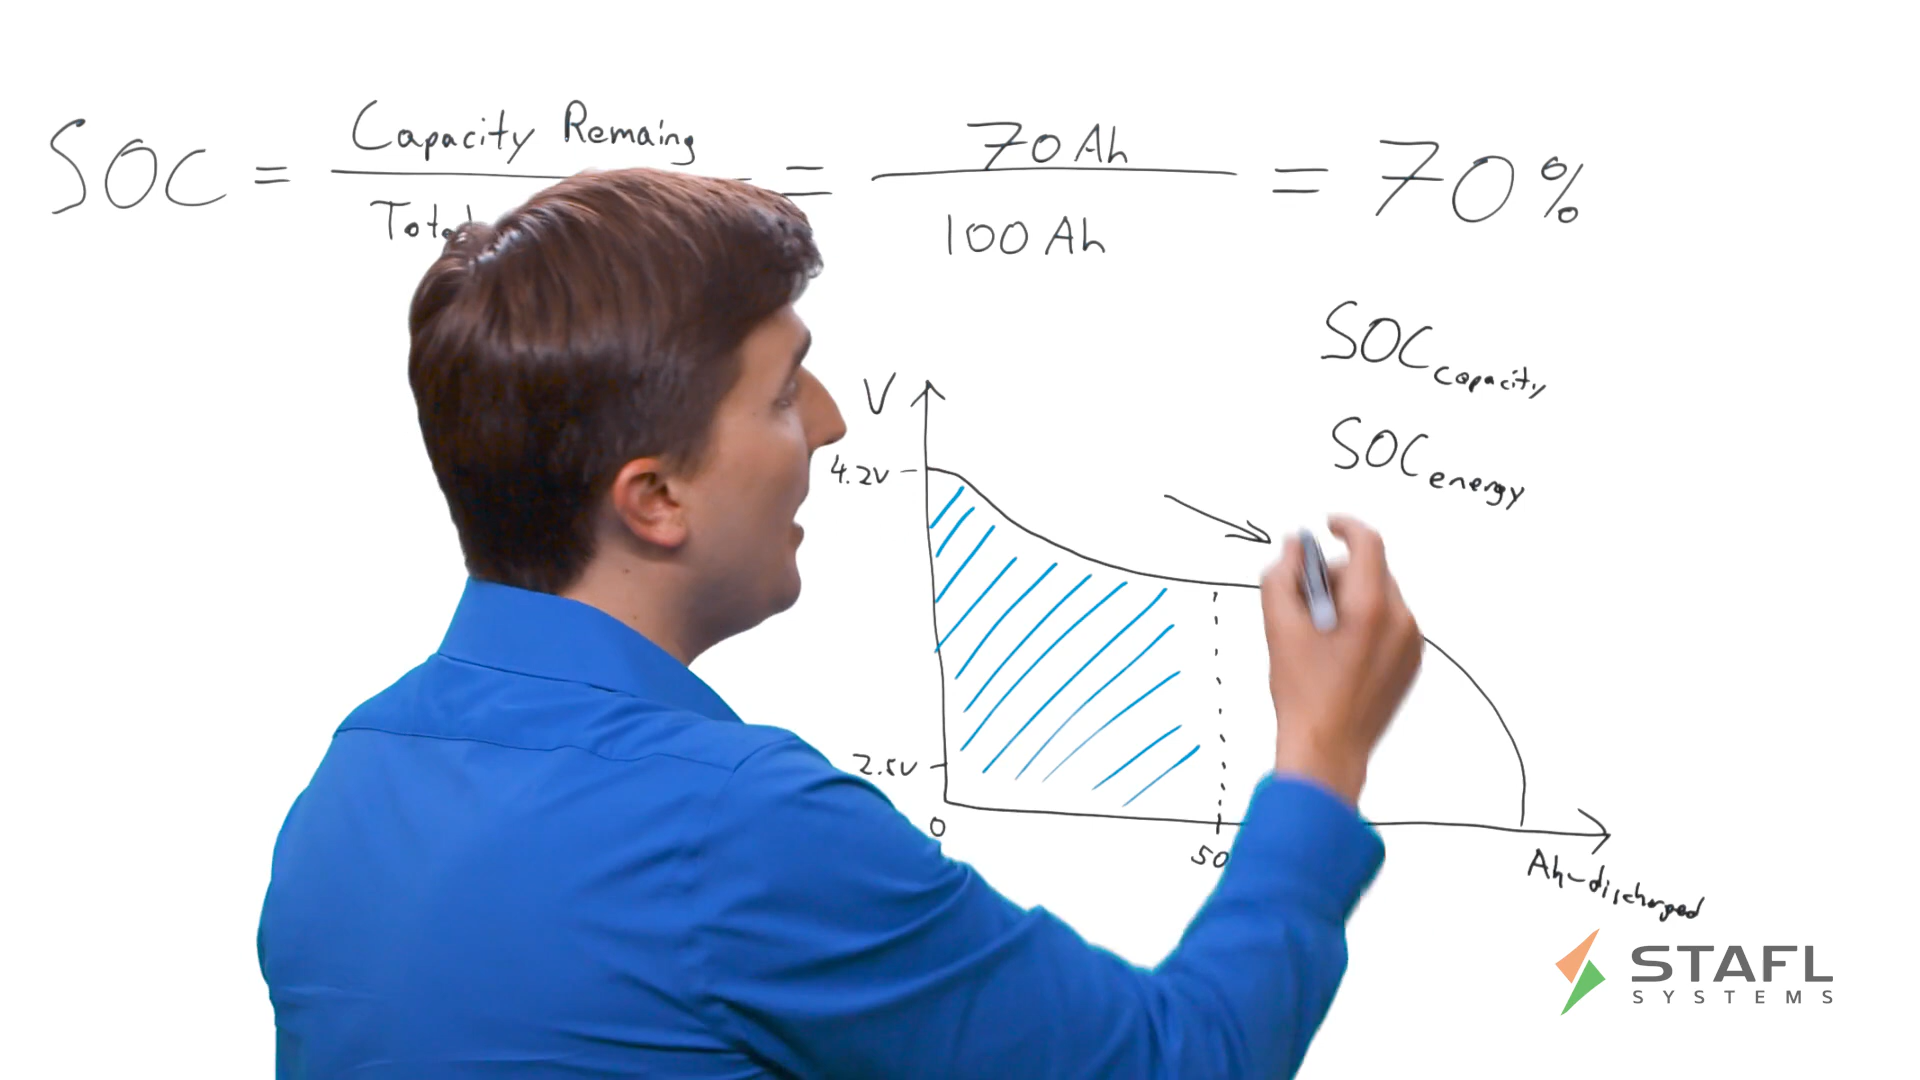 SOC = Capacity Remaing = 70 Ah = 70%
100 Ah
SOC capacity
SOC energy
V
4.2V
2.5V
0
50
Ah-discharged
STAFL
SYSTEMS